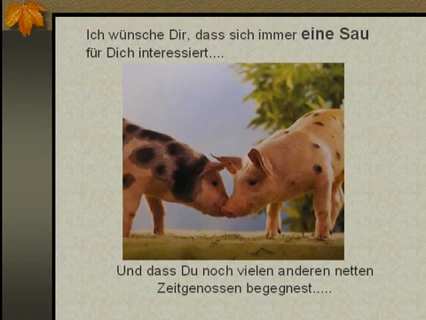 Ich wünsche Dir, dass sich immer eine Sau
für Dich interessiert....
Und dass Du noch vielen anderen netten
Zeitgenossen begegnest.....